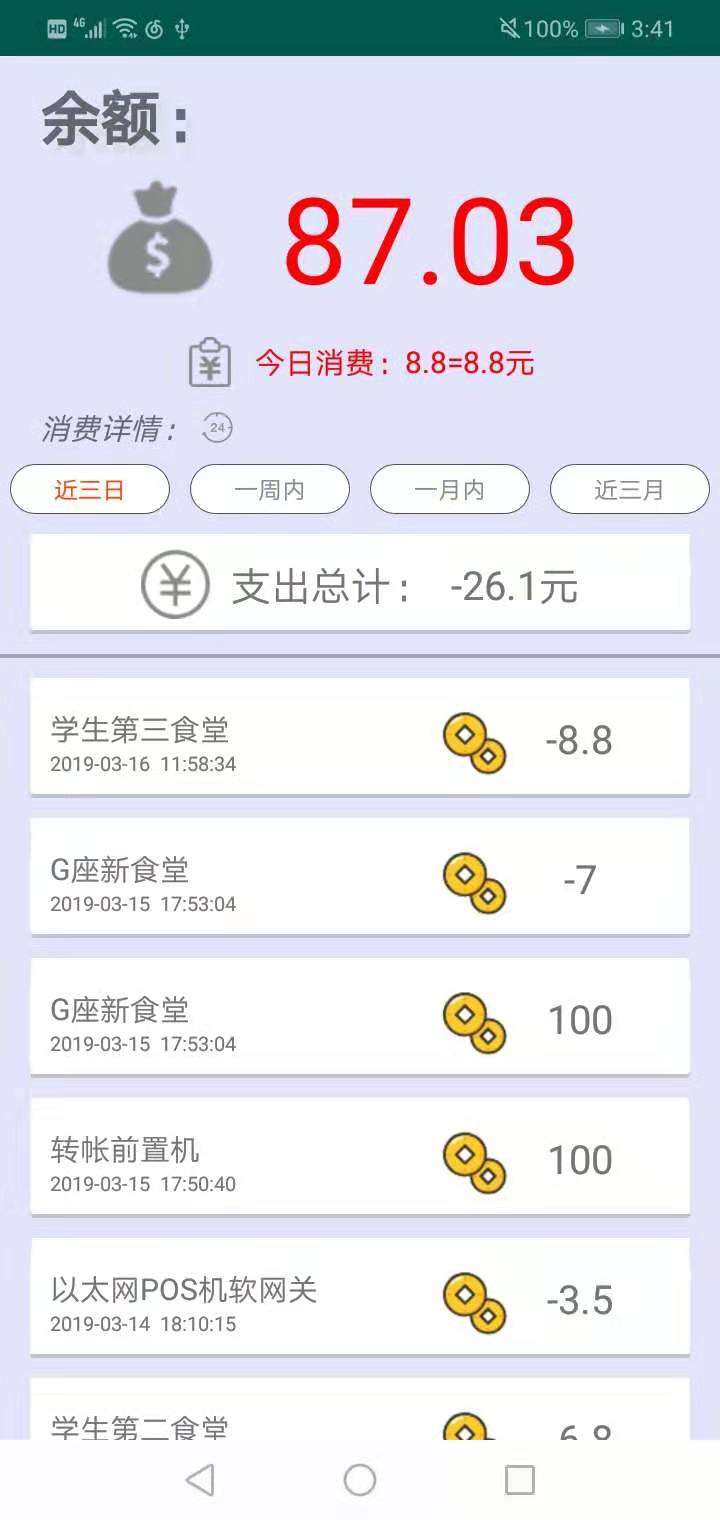 HD 4G 100% 3:41
余额：
$
87.03
¥ 今日消费：8.8=8.8元
消费详情： 24
近三日 一周内 一月内 近三月
¥ 支出总计： -26.1元
学生第三食堂
2019-03-16 11:58:34
-8.8
G座新食堂
2019-03-15 17:53:04
-7
G座新食堂
2019-03-15 17:53:04
100
转帐前置机
2019-03-15 17:50:40
100
以太网POS机软网关
2019-03-14 18:10:15
-3.5
学生第二食堂